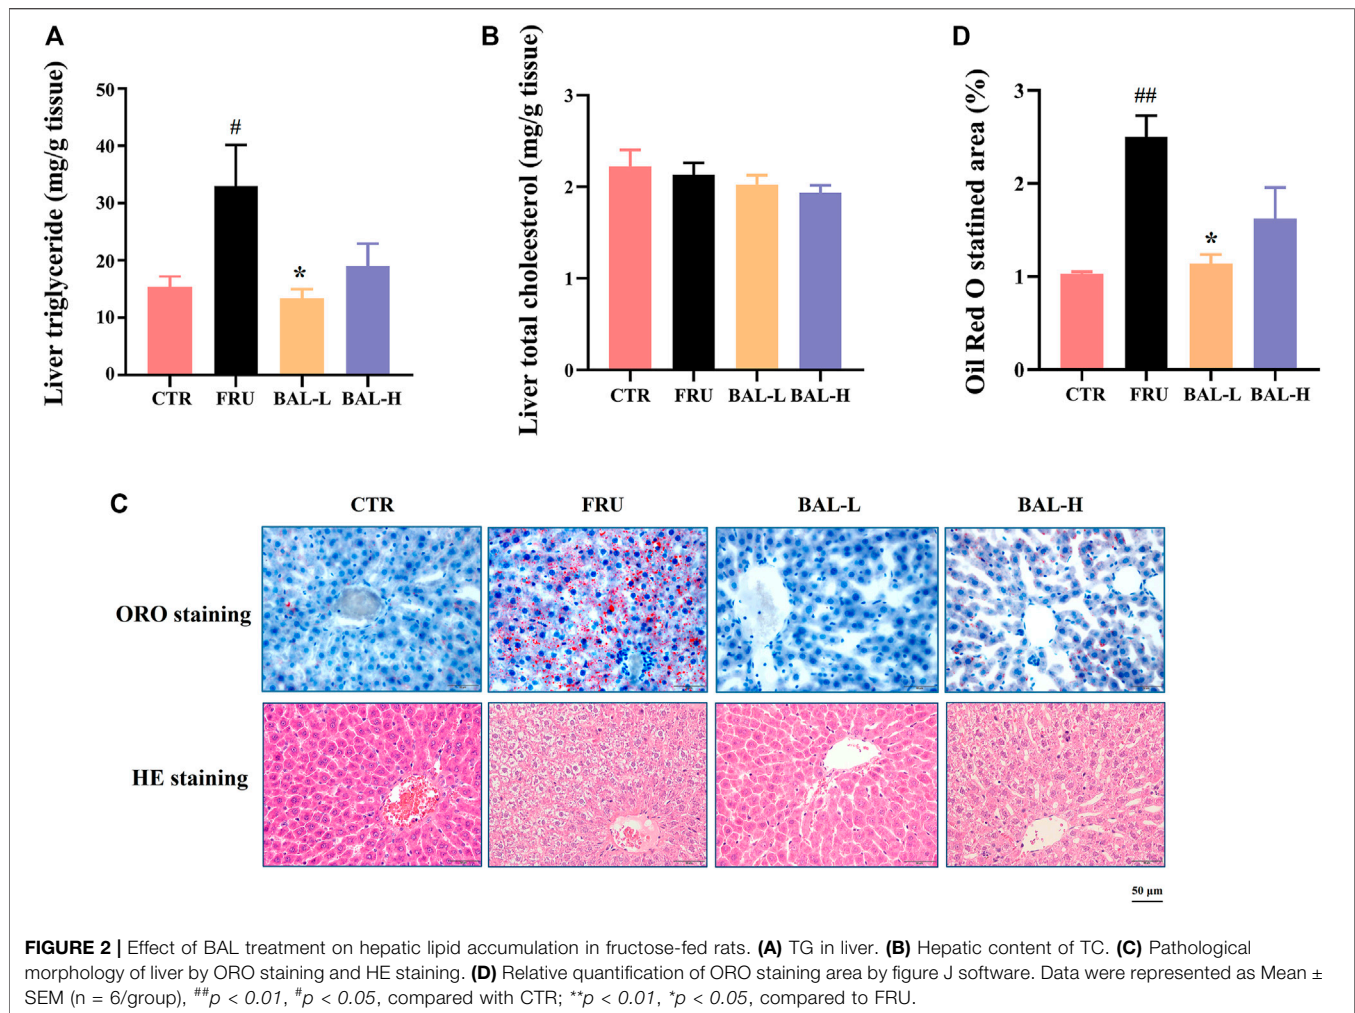 A
Liver triglyceride (mg/g tissue)
50
40
30
20
10
0
#
*
CTR FRU BAL-L BAL-H
B
Liver total cholesterol (mg/g tissue)
3
2
1
0
CTR FRU BAL-L BAL-H
D
Oil Red O statined area (%)
3
2
1
0
##
*
CTR FRU BAL-L BAL-H
C
CTR FRU BAL-L BAL-H
ORO staining
HE staining
50 μm
FIGURE 2 | Effect of BAL treatment on hepatic lipid accumulation in fructose-fed rats. (A) TG in liver. (B) Hepatic content of TC. (C) Pathological
morphology of liver by ORO staining and HE staining. (D) Relative quantification of ORO staining area by figure J software. Data were represented as Mean ±
SEM (n = 6/group), ##p < 0.01, #p < 0.05, compared with CTR; **p < 0.01, *p < 0.05, compared to FRU.